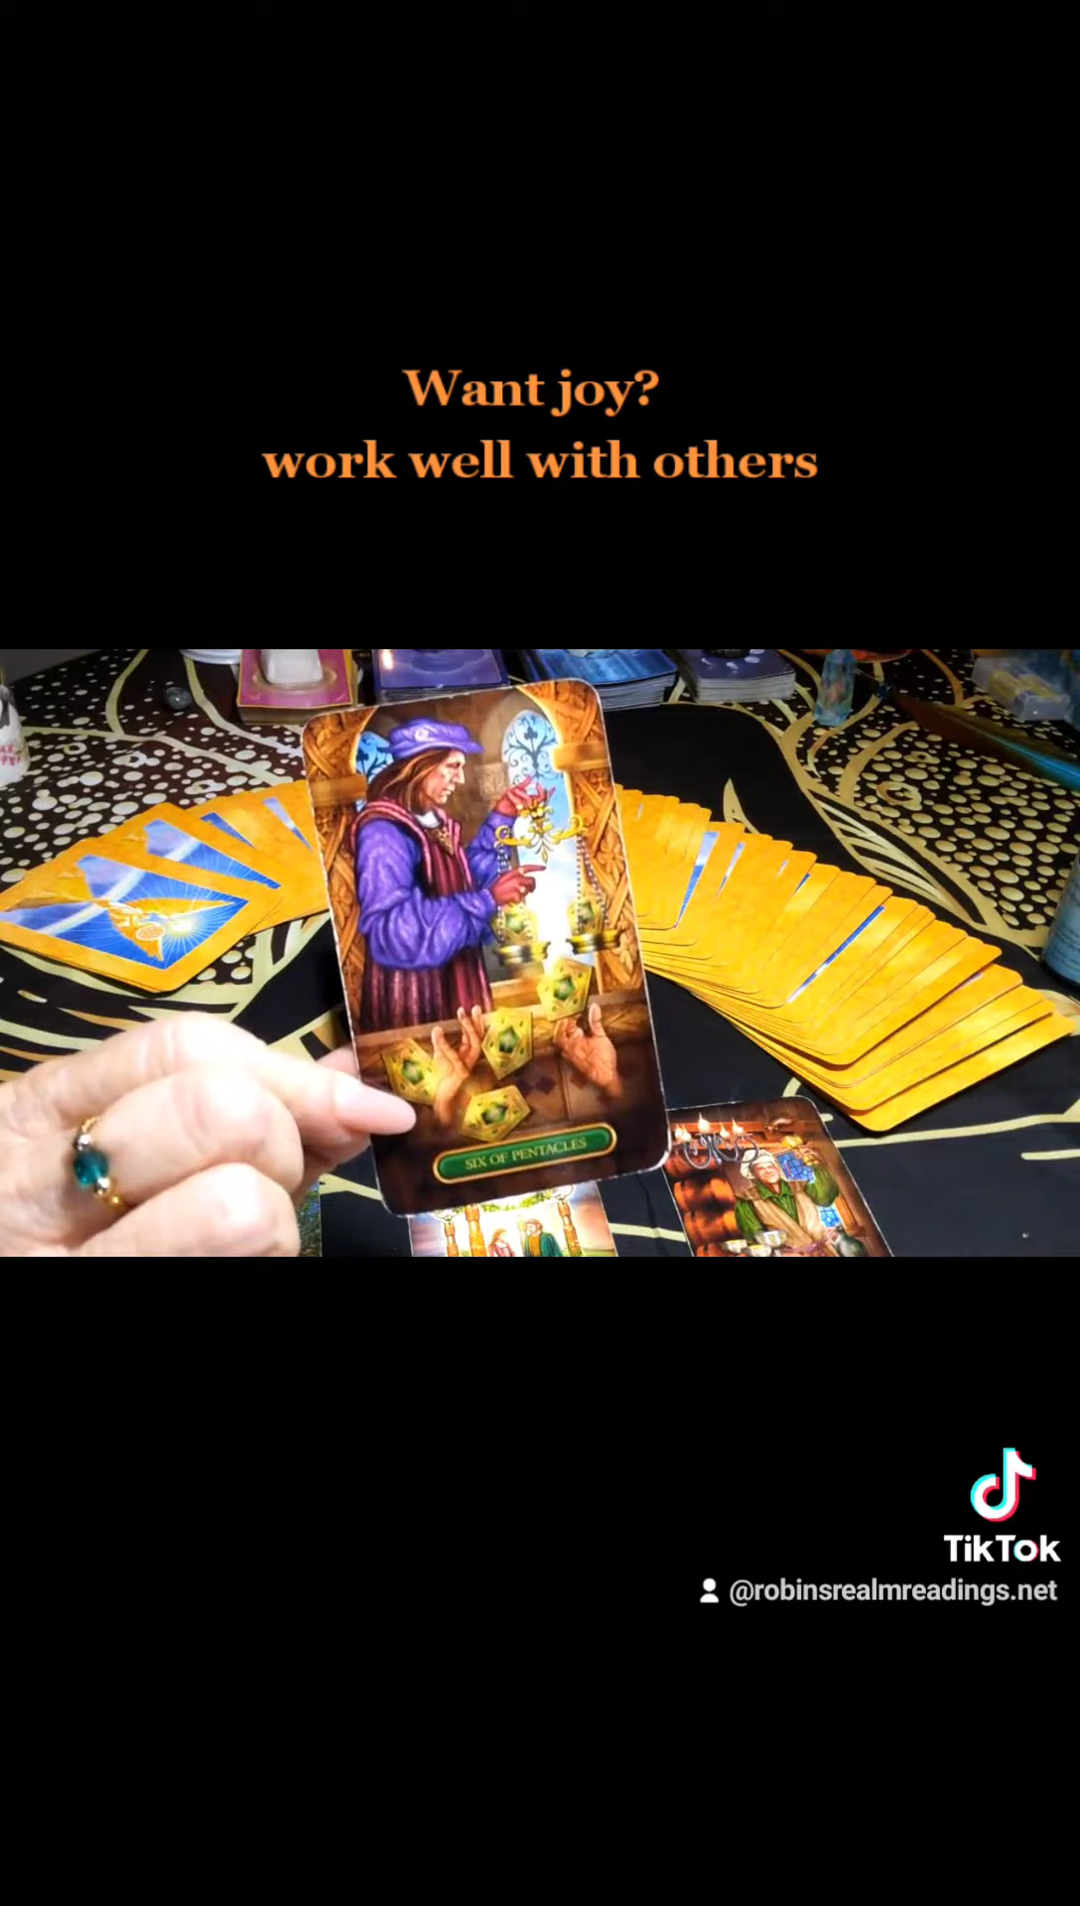 Want joy?
work well with others
SIX OF PENTACLES
TikTok
@robinsrealmreadings.net